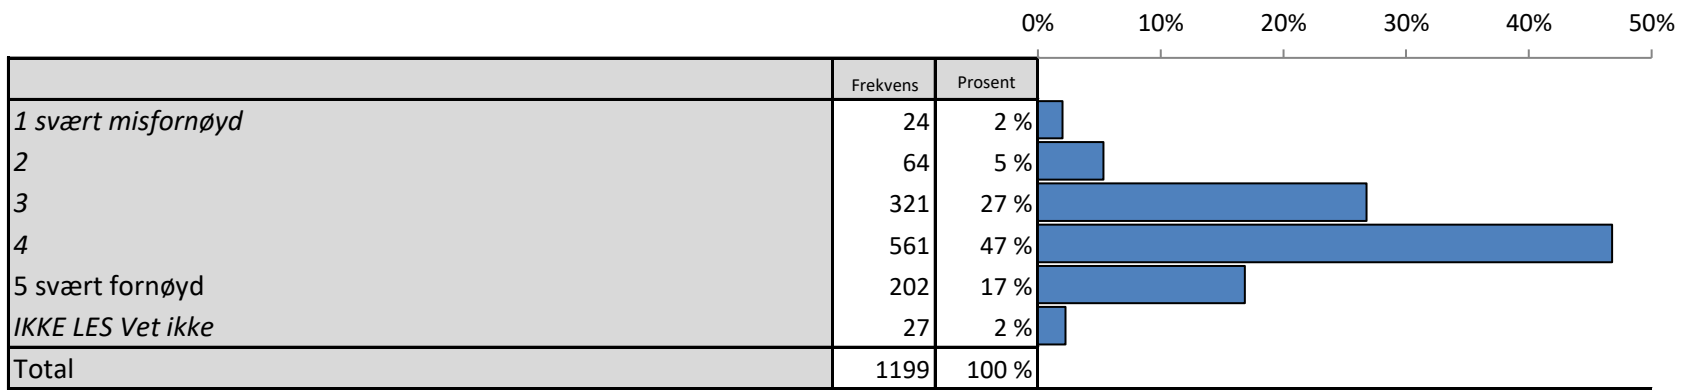 0% 10% 20% 30% 40% 50%
Frekvens Prosent
1 svært misfornøyd 24 2 %
2 64 5 %
3 321 27 %
4 561 47 %
5 svært fornøyd 202 17 %
IKKE LES Vet ikke 27 2 %
Total 1199 100 %